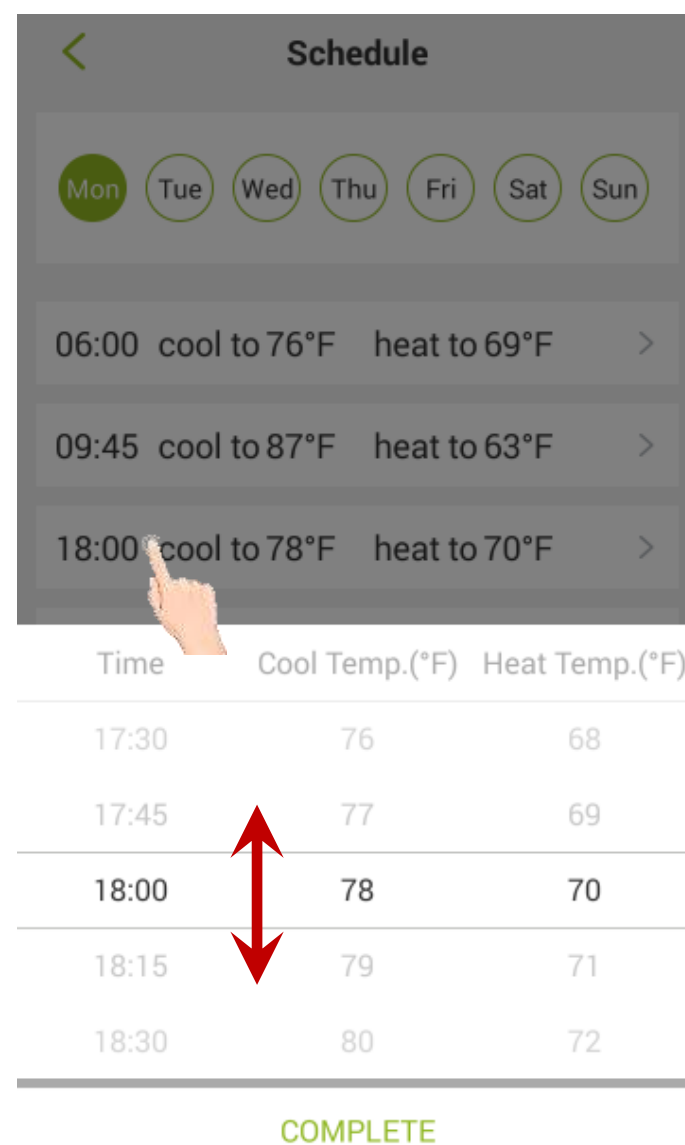 Schedule
Mon Tue Wed Thu Fri Sat Sun
06:00 cool to 76°F heat to 69°F
09:45 cool to 87°F heat to 63°F
18:00 cool to 78°F heat to 70°F
Time Cool Temp.(°F) Heat Temp.(°F)
17:30 76 68
17:45 77 69
18:00 78 70
18:15 79 71
18:30 80 72
COMPLETE